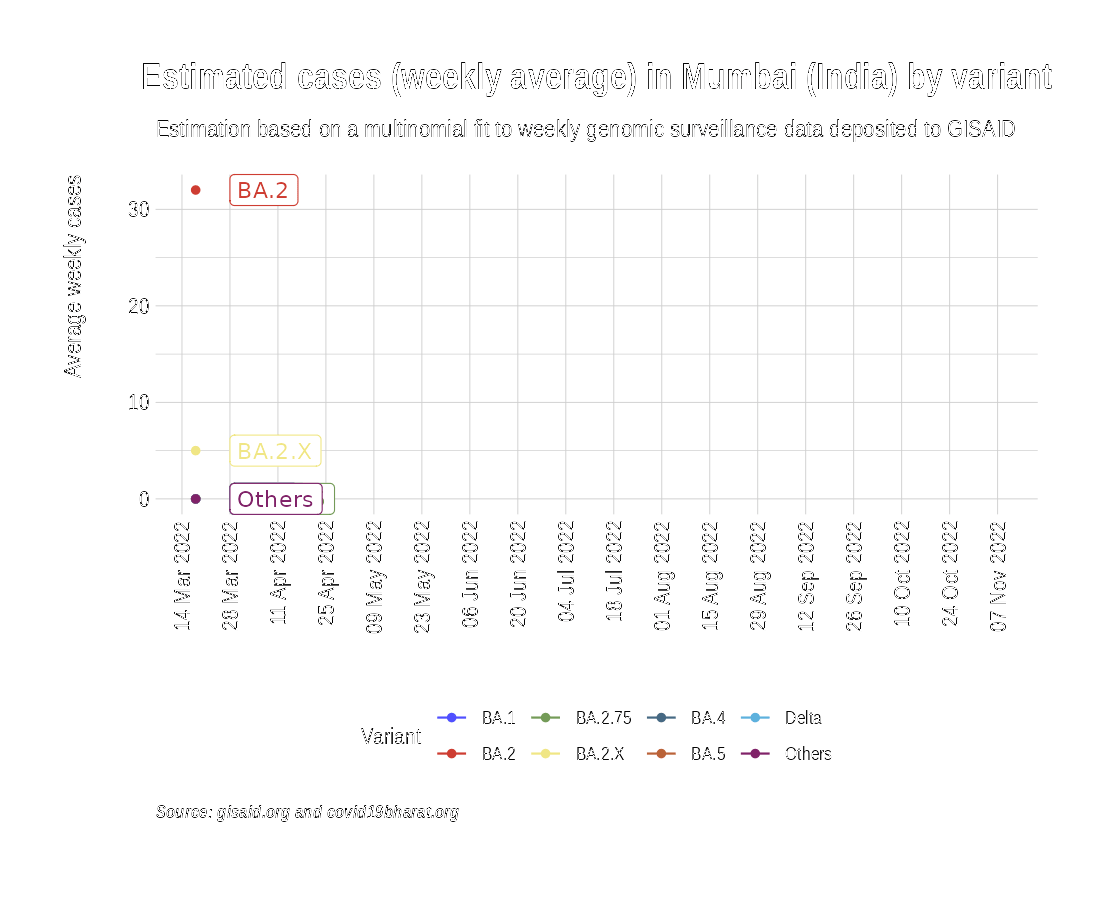 Estimated cases (weekly average) in Mumbai (India) by variant
Estimation based on a multinomial fit to weekly genomic surveillance data deposited to GISAID
Average weekly cases
30
20
10
0
BA.2
BA.2.X
Others
14 Mar 2022
28 Mar 2022
11 Apr 2022
25 Apr 2022
09 May 2022
23 May 2022
06 Jun 2022
20 Jun 2022
04 Jul 2022
18 Jul 2022
01 Aug 2022
15 Aug 2022
29 Aug 2022
12 Sep 2022
26 Sep 2022
10 Oct 2022
24 Oct 2022
07 Nov 2022
Variant
BA.1 BA.2.75 BA.4 Delta
BA.2 BA.2.X BA.5 Others
Source: gisaid.org and covid19bharat.org